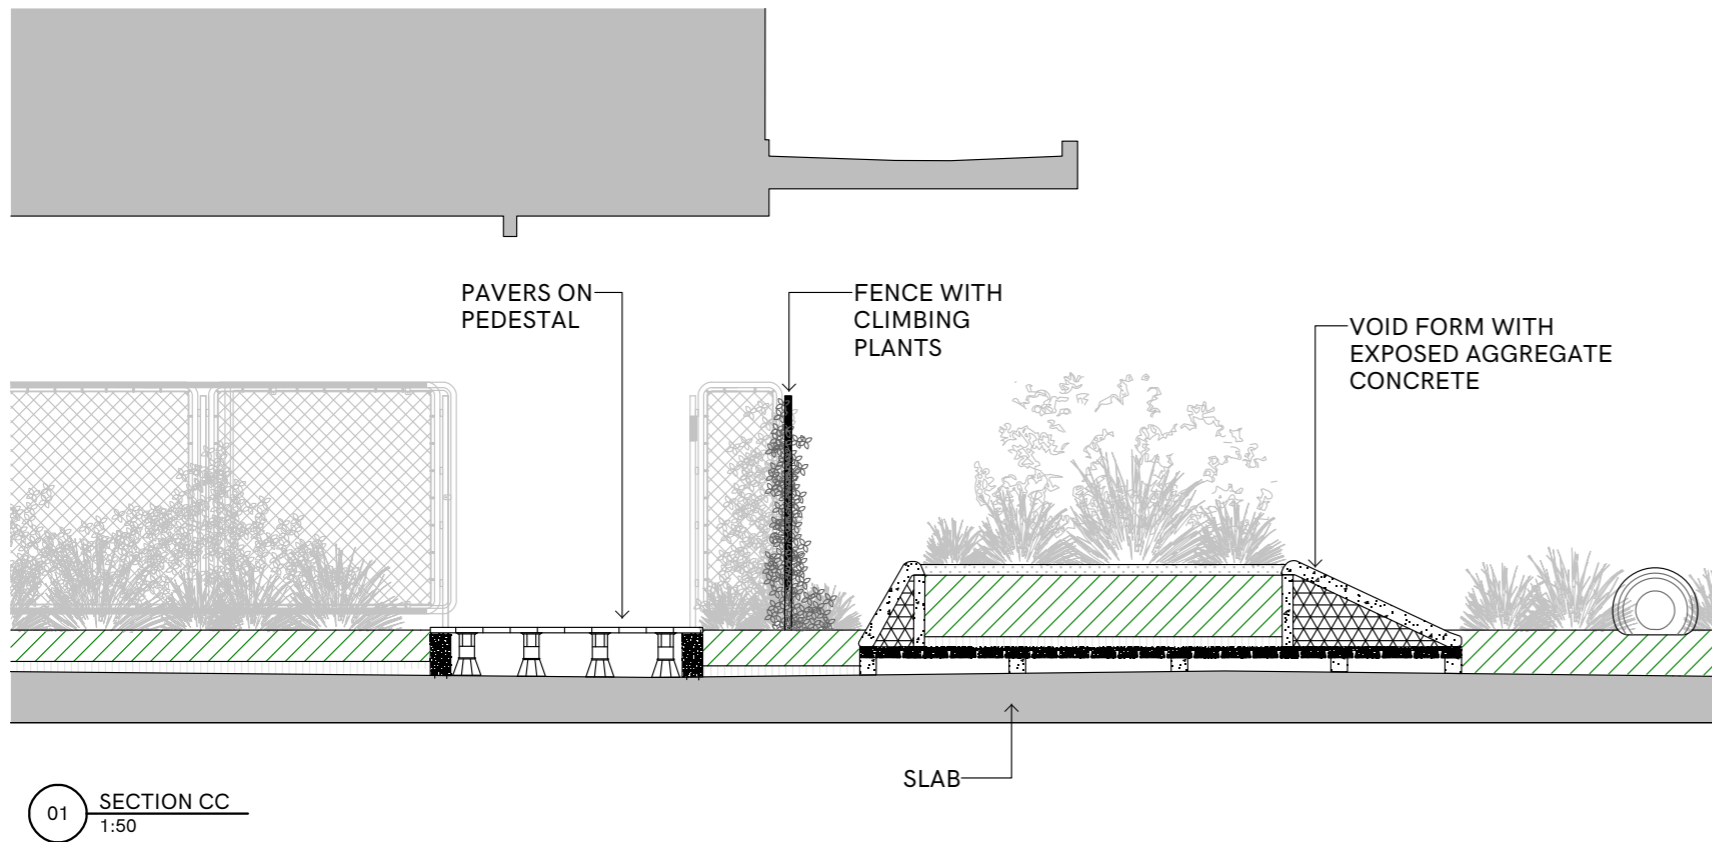 PAVERS ON
PEDESTAL
FENCE WITH
CLIMBING
PLANTS
VOID FORM WITH
EXPOSED AGGREGATE
CONCRETE
SLAB
01
SECTION CC
1:50